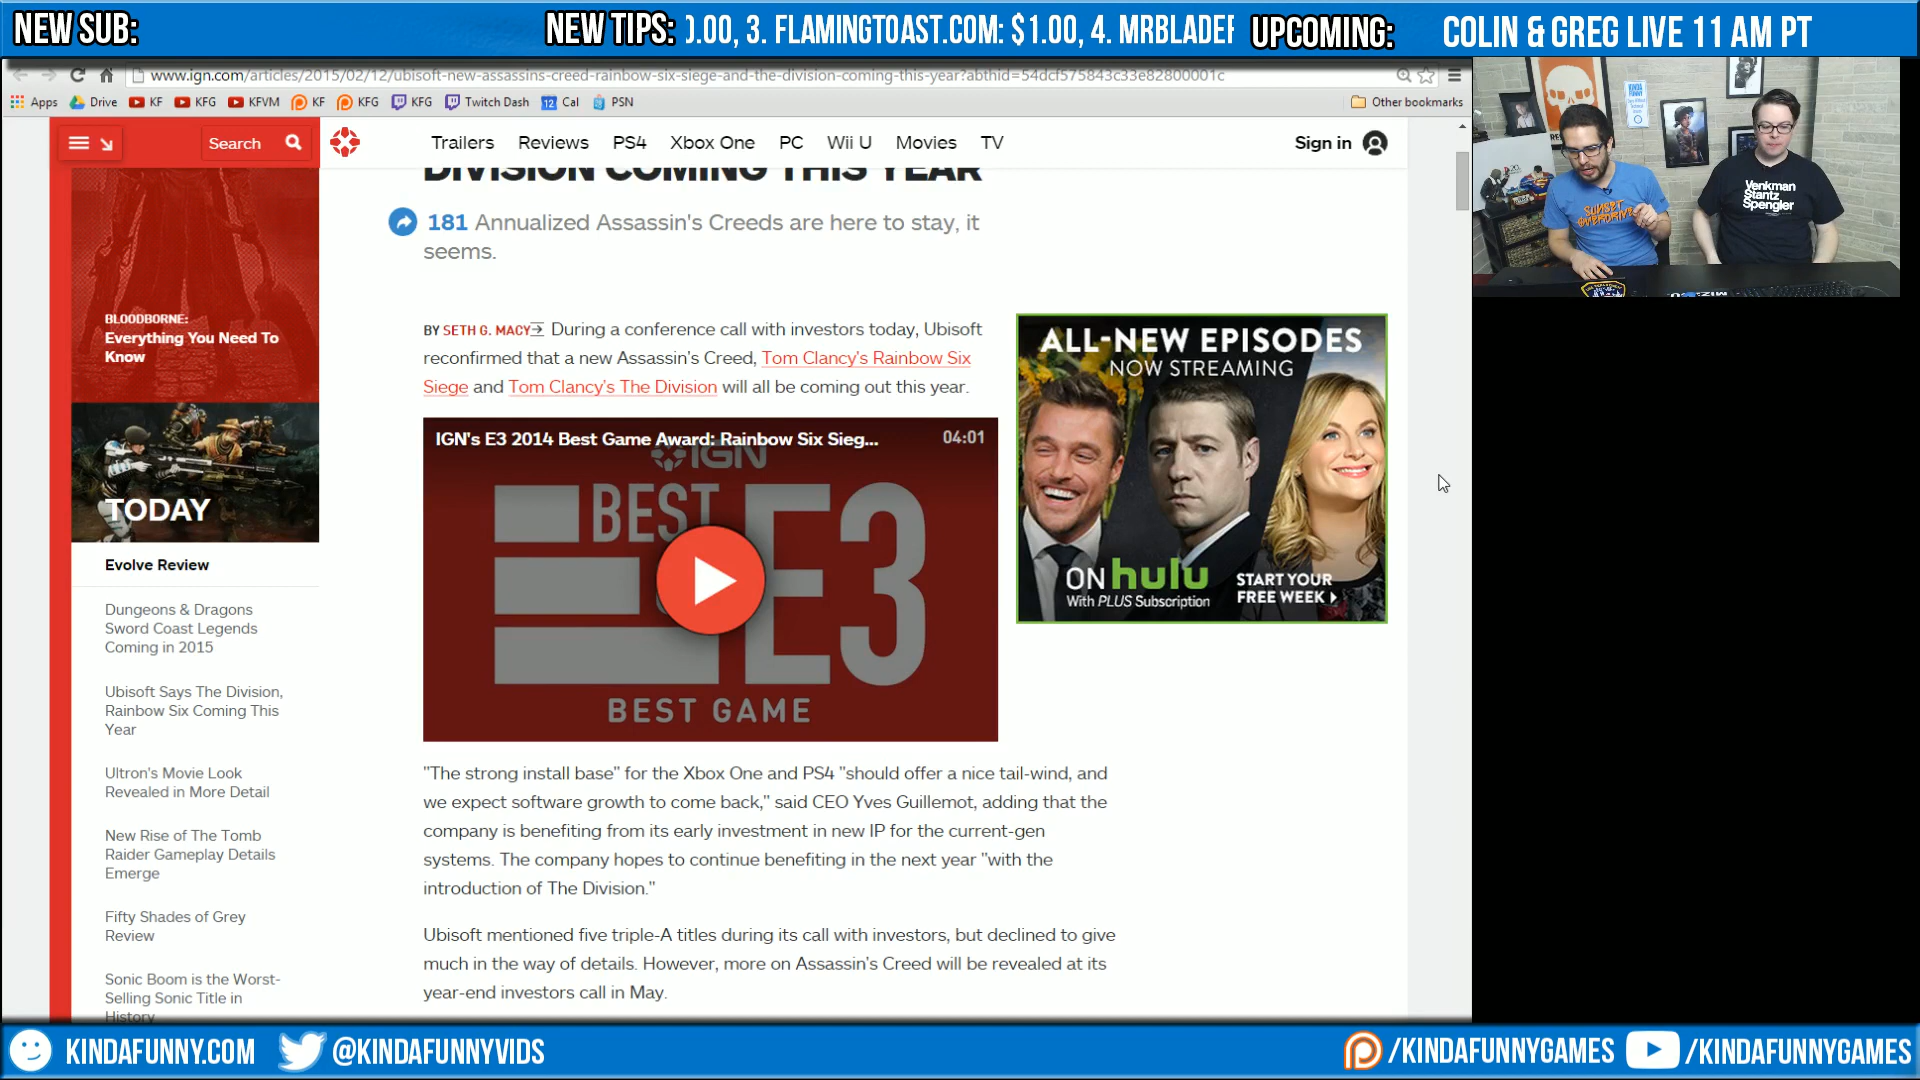 NEW SUB:
NEW TIPS:
0.00, 3. FLAMINGTOAST.COM: $1.00, 4. MRBLADEF
UPCOMING:
COLIN & GREG LIVE 11 AM PT
www.ign.com/articles/2015/02/12/ubisoft-new-assassins-creed-rainbow-six-siege-and-the-division-coming-this-year?abthid=54dcf575843c33e82800001c
Apps Drive KF KFG KFVM KF KFG KFG Twitch Dash 12 Cal PSN Other bookmarks
Search
Trailers Reviews PS4 Xbox One PC Wii U Movies TV
Sign in
DIVISION COMING THIS YEAR
181 Annualized Assassin's Creeds are here to stay, it
seems.
BLOODBORNE:
Everything You Need To
Know
TODAY
Evolve Review
Dungeons & Dragons
Sword Coast Legends
Coming in 2015
Ubisoft Says The Division,
Rainbow Six Coming This
Year
Ultron's Movie Look
Revealed in More Detail
New Rise of The Tomb
Raider Gameplay Details
Emerge
Fifty Shades of Grey
Review
Sonic Boom is the Worst-
Selling Sonic Title in
History
BY SETH G. MACY During a conference call with investors today, Ubisoft
reconfirmed that a new Assassin's Creed, Tom Clancy's Rainbow Six
Siege and Tom Clancy's The Division will all be coming out this year.
IGN's E3 2014 Best Game Award: Rainbow Six Sieg...
04:01
IGN
BEST
E3
BEST GAME
"The strong install base" for the Xbox One and PS4 "should offer a nice tail-wind, and
we expect software growth to come back," said CEO Yves Guillemot, adding that the
company is benefiting from its early investment in new IP for the current-gen
systems. The company hopes to continue benefiting in the next year "with the
introduction of The Division."
Ubisoft mentioned five triple-A titles during its call with investors, but declined to give
much in the way of details. However, more on Assassin's Creed will be revealed at its
year-end investors call in May.
ALL-NEW EPISODES
NOW STREAMING
ON hulu
With PLUS Subscription
START YOUR
FREE WEEK
SUNSET
OVERDRIVE
Venkman
Stantz
Spengler
KINDAFUNNY.COM
@KINDAFUNNYVIDS
/KINDAFUNNYGAMES
/KINDAFUNNYGAMES